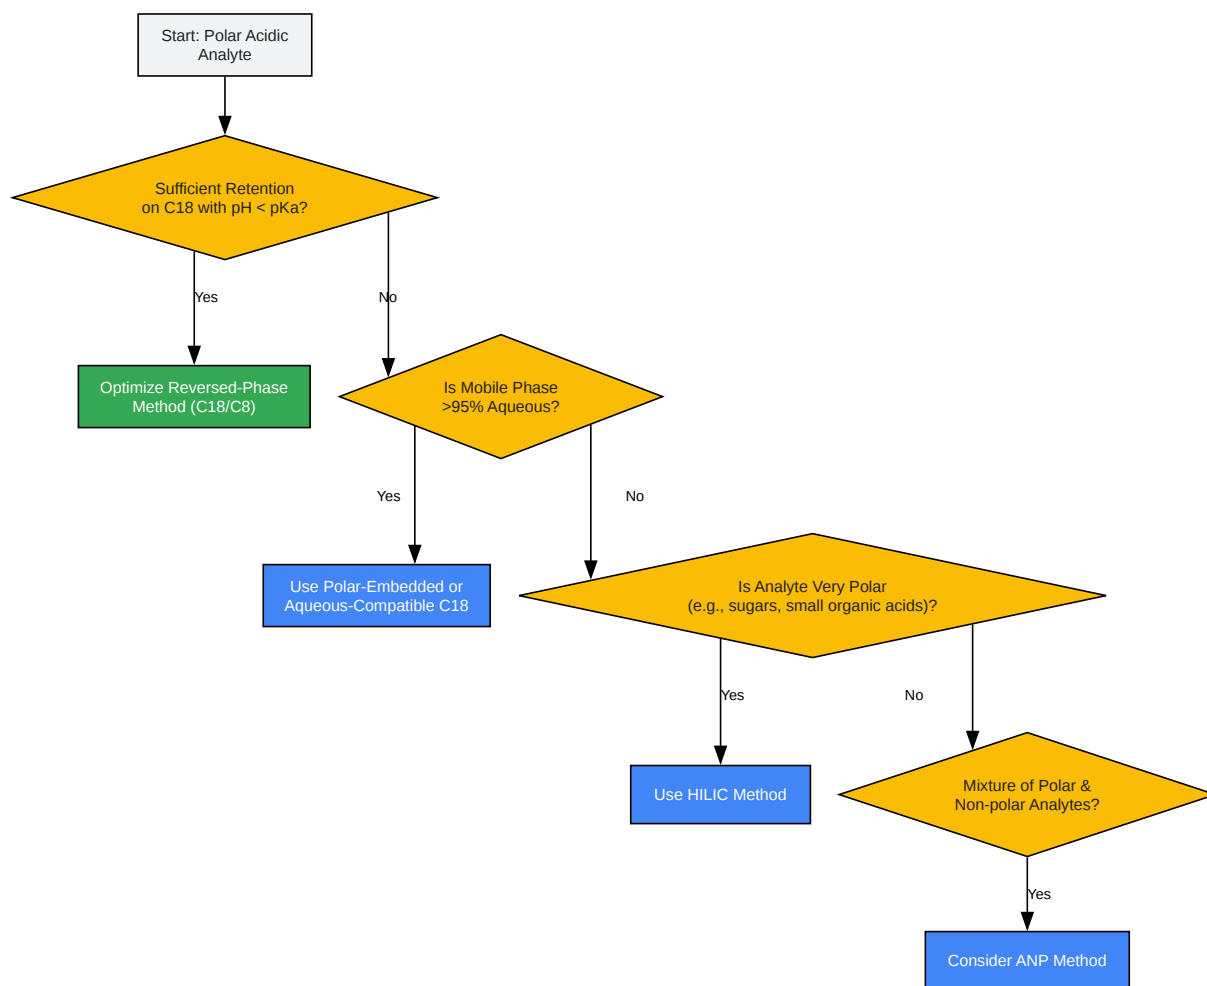 Start: Polar Acidic
Analyte
Sufficient Retention
on C18 with pH < pKa?
Yes
No
Optimize Reversed-Phase
Method (C18/C8)
Is Mobile Phase
>95% Aqueous?
Yes
No
Use Polar-Embedded or
Aqueous-Compatible C18
Is Analyte Very Polar
(e.g., sugars, small organic acids)?
Yes
No
Use HILIC Method
Mixture of Polar &
Non-polar Analytes?
Yes
Consider ANP Method